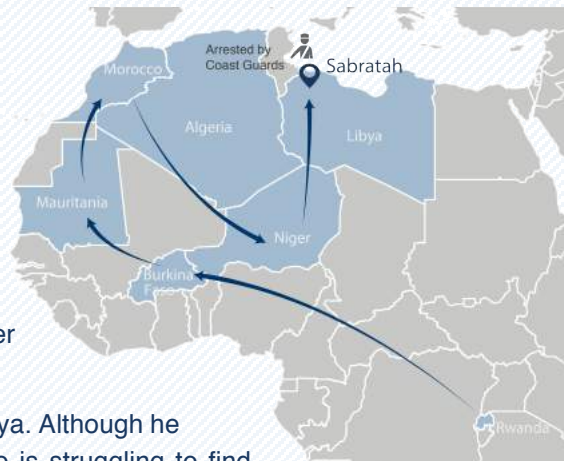 Arrested by
Coast Guards
Sabratah
Morocco
Algeria
Libya
Mauritania
Niger
Burkina
Faso
Rwanda
er
ya. Although he
is struggling to find